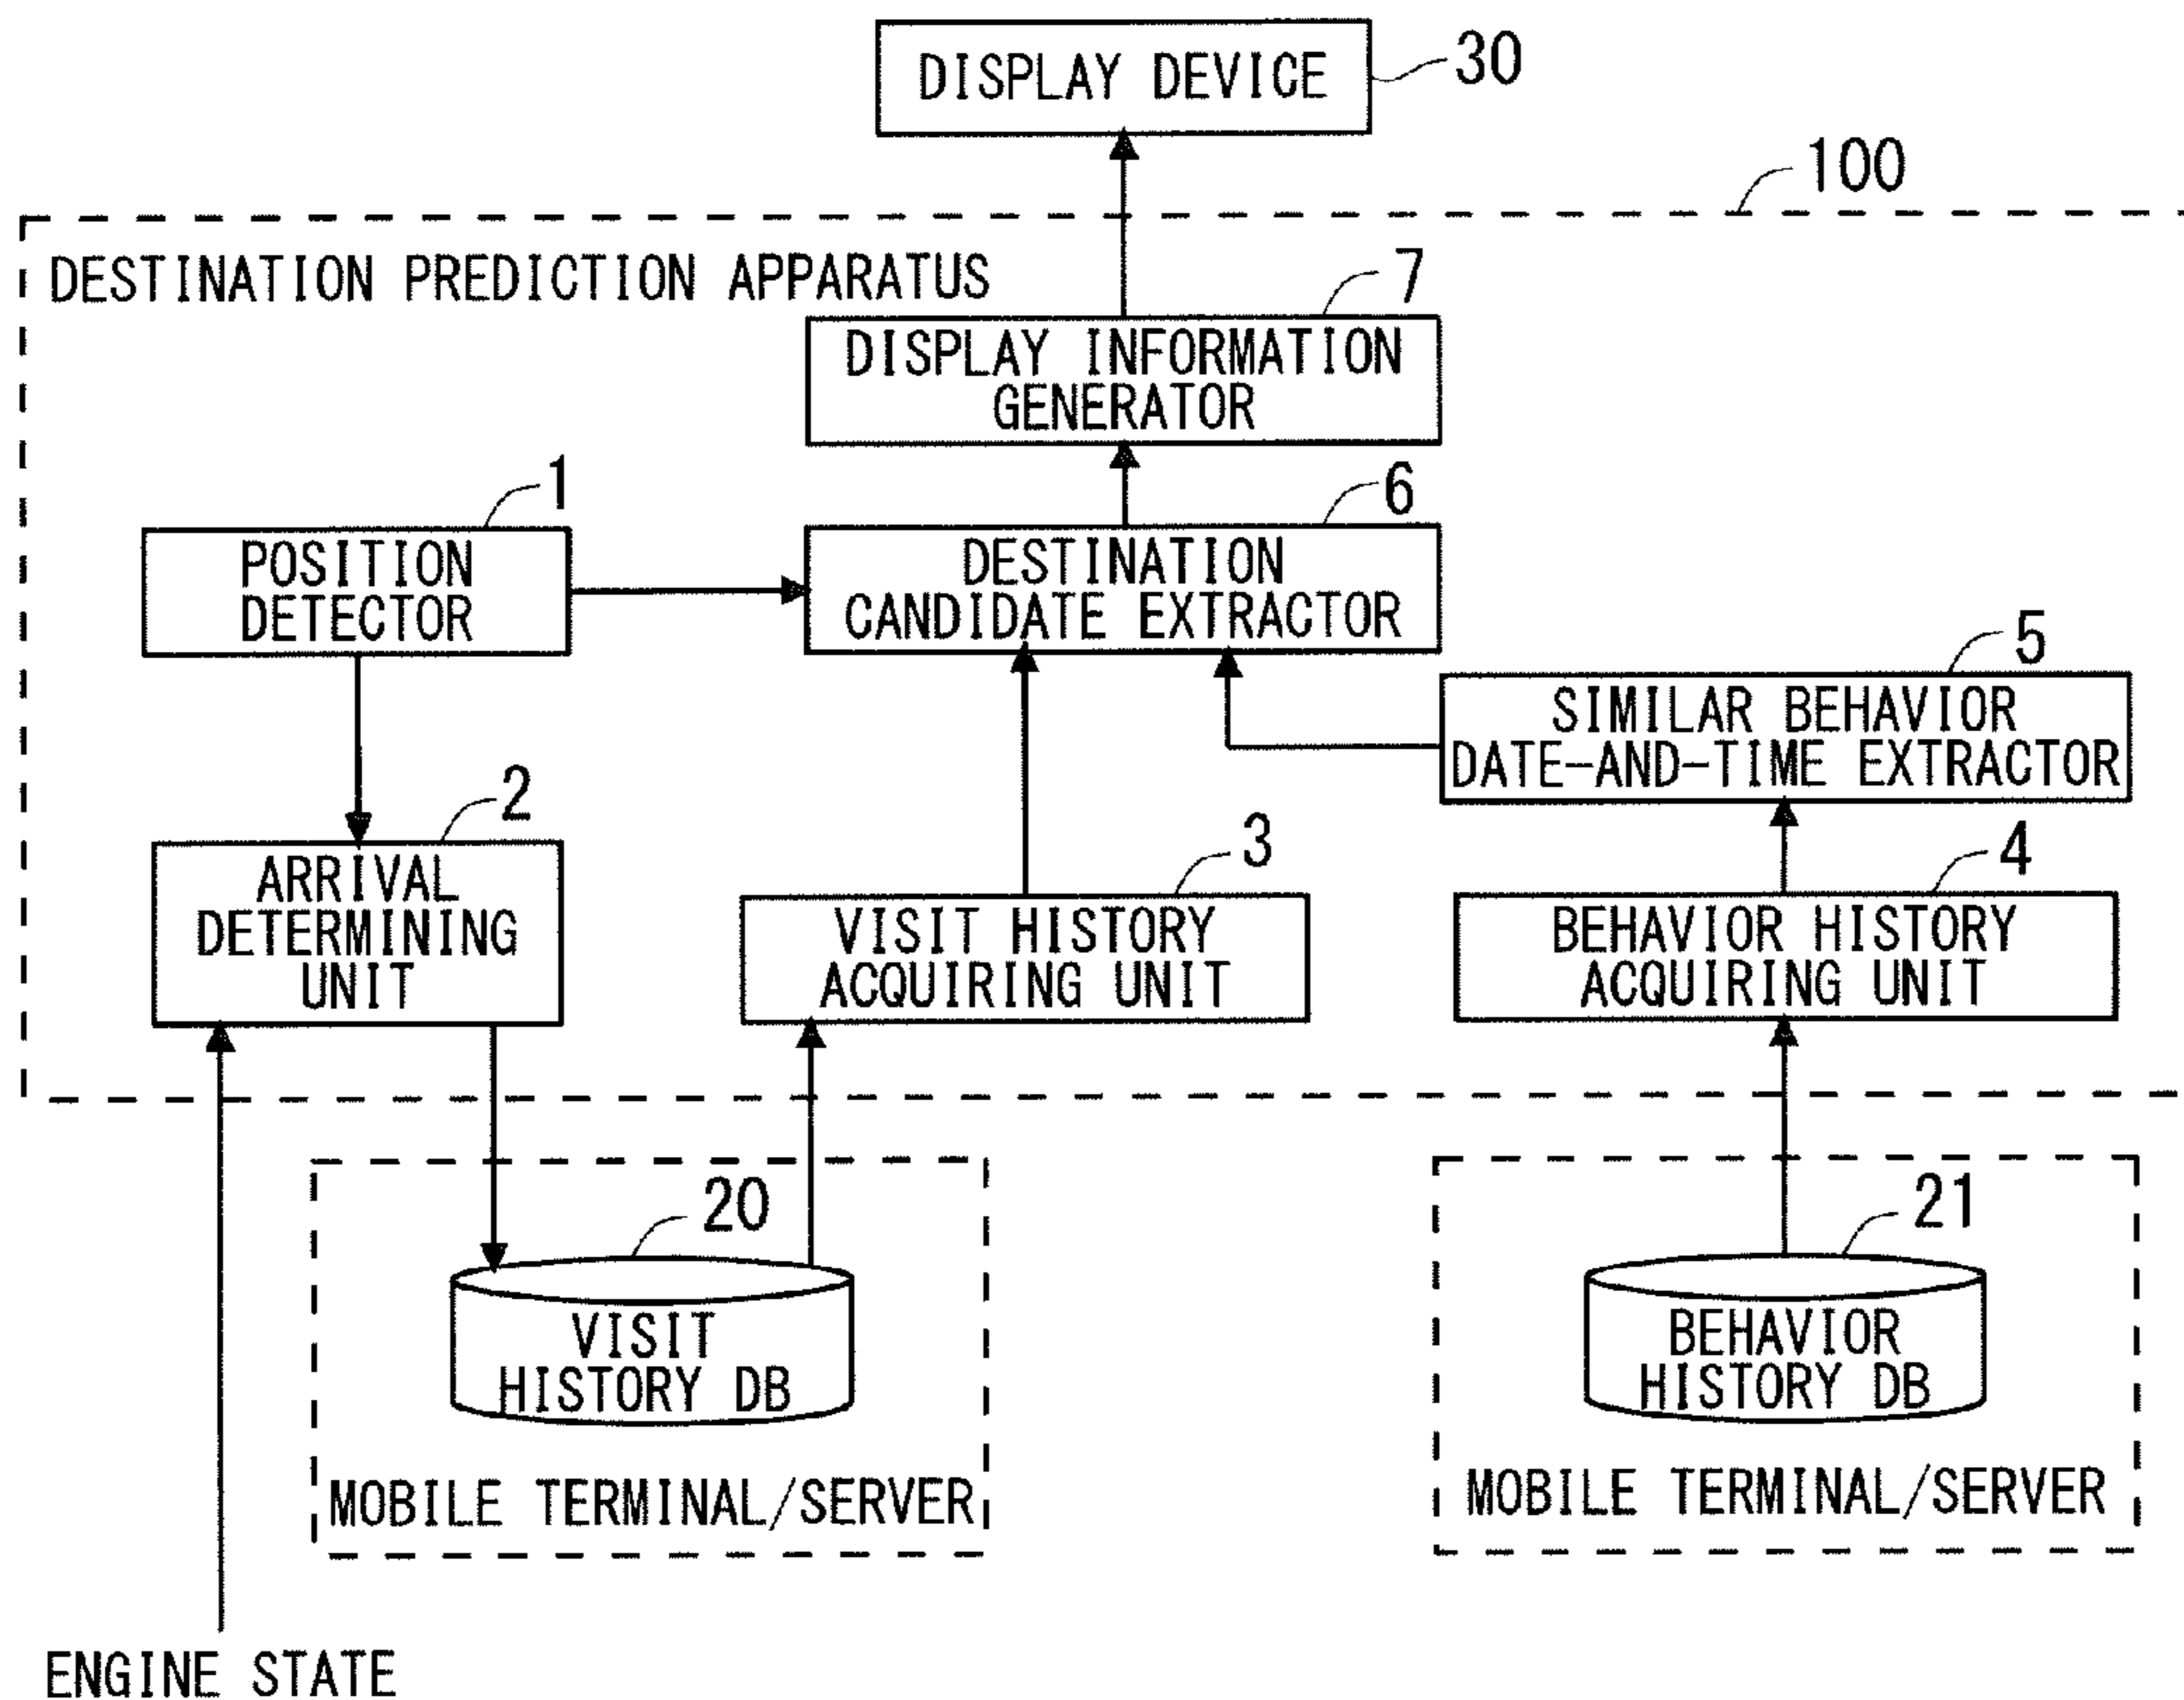 DISPLAY DEVICE
30
100
DESTINATION PREDICTION APPARATUS
7
DISPLAY INFORMATION
GENERATOR
1
6
POSITION
DETECTOR
DESTINATION
CANDIDATE EXTRACTOR
5
SIMILAR BEHAVIOR
DATE-AND-TIME EXTRACTOR
2
3
4
ARRIVAL
DETERMINING
UNIT
VISIT HISTORY
ACQUIRING UNIT
BEHAVIOR HISTORY
ACQUIRING UNIT
20
21
VISIT
HISTORY DB
BEHAVIOR
HISTORY DB
MOBILE TERMINAL/SERVER
MOBILE TERMINAL/SERVER
ENGINE STATE